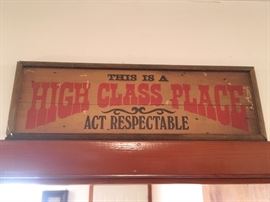 THIS IS A
HIGH CLASS PLACE
ACT RESPECTABLE